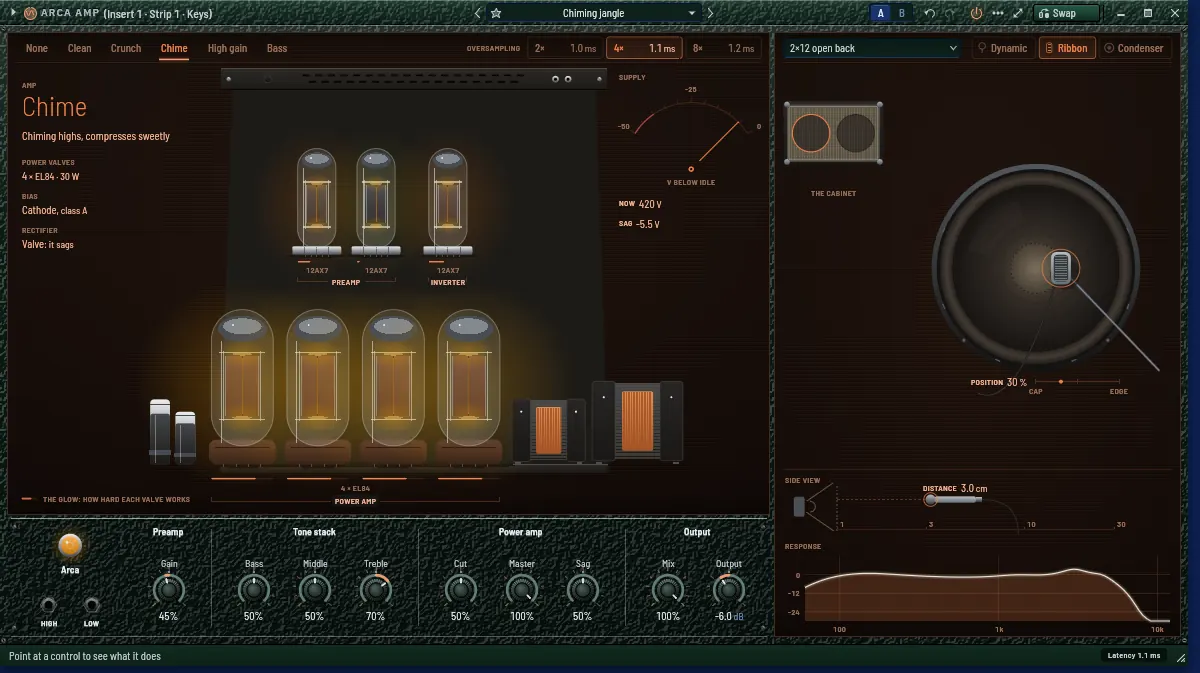 ARCA AMP (Insert 1 · Strip 1 · Keys)
Chiming jangle
A B
Swap
None Clean Crunch Chime High gain Bass
OVERSAMPLING 2× 1.0 ms 4× 1.1 ms 8× 1.2 ms
2×12 open back
Dynamic Ribbon Condenser
AMP
Chime
Chiming highs, compresses sweetly
POWER VALVES
4 × EL84 · 30 W
BIAS
Cathode, class A
RECTIFIER
Valve: it sags
SUPPLY
-50 -25 0
V BELOW IDLE
NOW 420 V
SAG -5.5 V
12AX7 12AX7 12AX7
PREAMP INVERTER
4 × EL84
POWER AMP
THE GLOW: HOW HARD EACH VALVE WORKS
THE CABINET
POSITION 30 %
CAP EDGE
SIDE VIEW
DISTANCE 3.0 cm
1 3 10 30
RESPONSE
0
-12
-24
100 1k 10k
Arca
HIGH LOW
Preamp
Gain
45%
Tone stack
Bass Middle Treble
50% 50% 70%
Power amp
Cut Master Sag
50% 100% 50%
Output
Mix Output
100% -6.0 dB
Point at a control to see what it does
Latency 1.1 ms